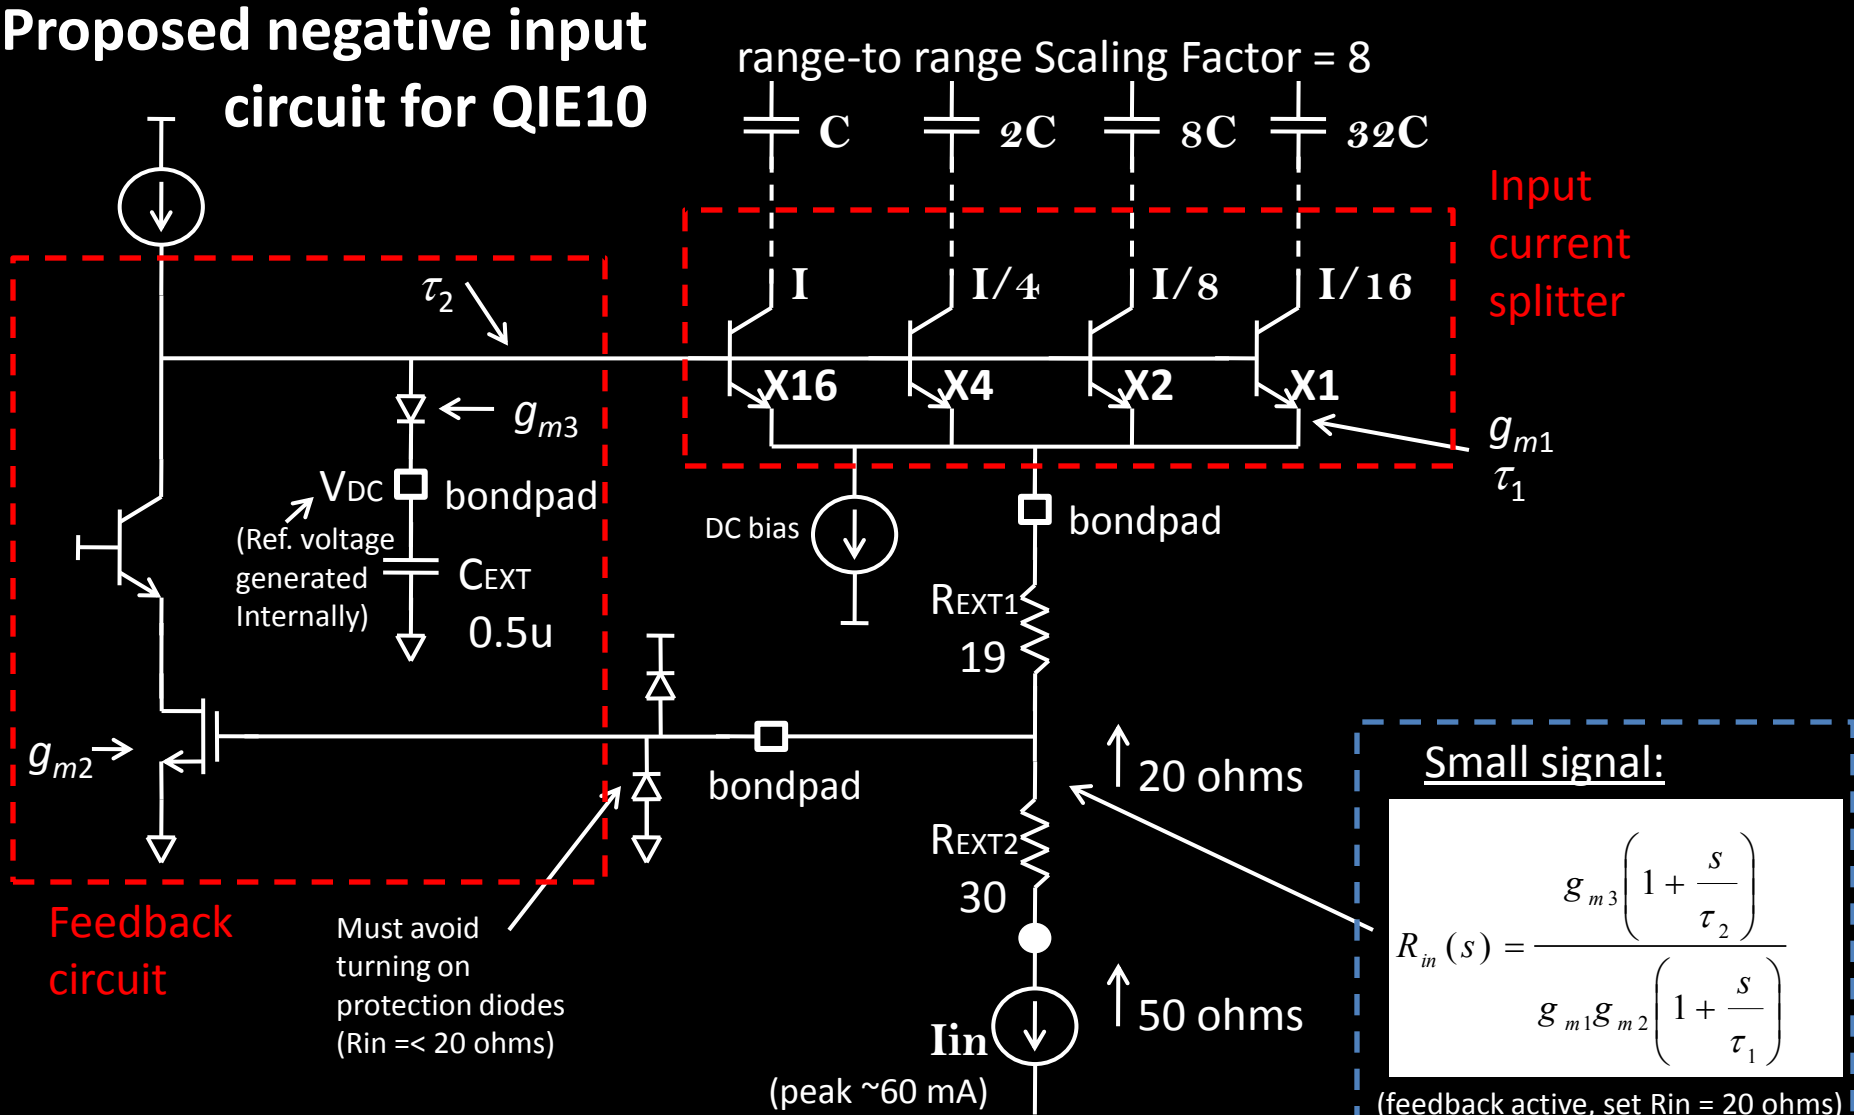 Proposed negative input
circuit for QIE10
range-to range Scaling Factor = 8
C 2C 8C 32C
Input
current
splitter
I I/4 I/8 I/16
τ2
X16 X4 X2 X1
gm3
gm1
τ1
VDC bondpad
(Ref. voltage
generated
Internally)
CEXT
0.5u
DC bias
bondpad
REXT1
19
gm2
bondpad
20 ohms
REXT2
30
Small signal:
Rin (s) = gm3 (1 + s/τ2) / gm1 gm2 (1 + s/τ1)
(feedback active, set Rin = 20 ohms)
Feedback
circuit
Must avoid
turning on
protection diodes
(Rin =< 20 ohms)
50 ohms
Iin
(peak ~60 mA)